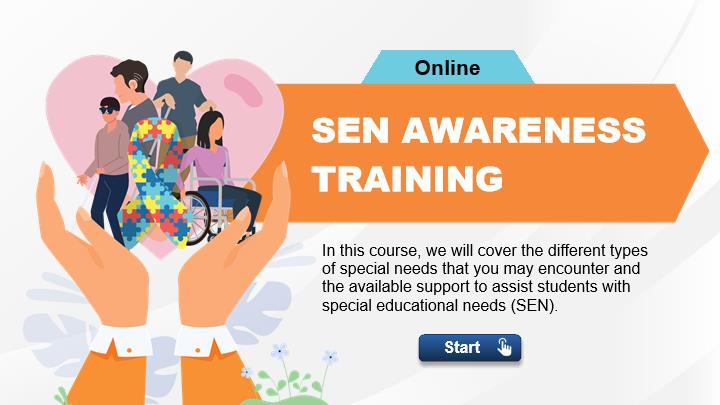 Online
SEN AWARENESS
TRAINING
In this course, we will cover the different types
of special needs that you may encounter and
the available support to assist students with
special educational needs (SEN).
Start